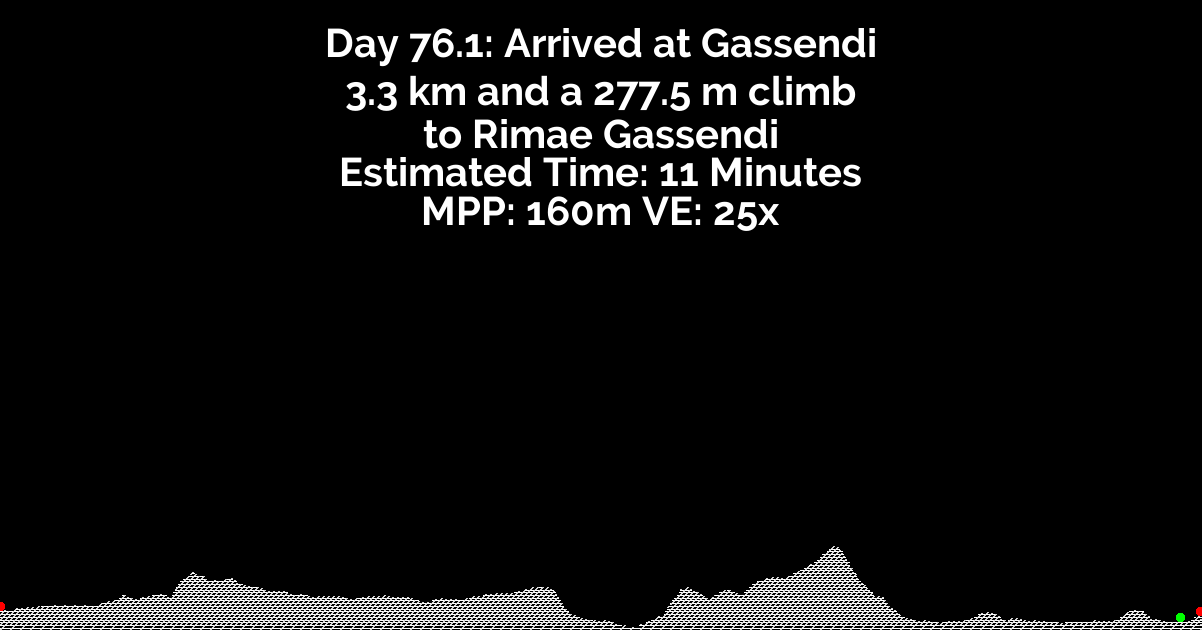 Day 76.1: Arrived at Gassendi
3.3 km and a 277.5 m climb
to Rimae Gassendi
Estimated Time: 11 Minutes
MPP: 160m VE: 25x